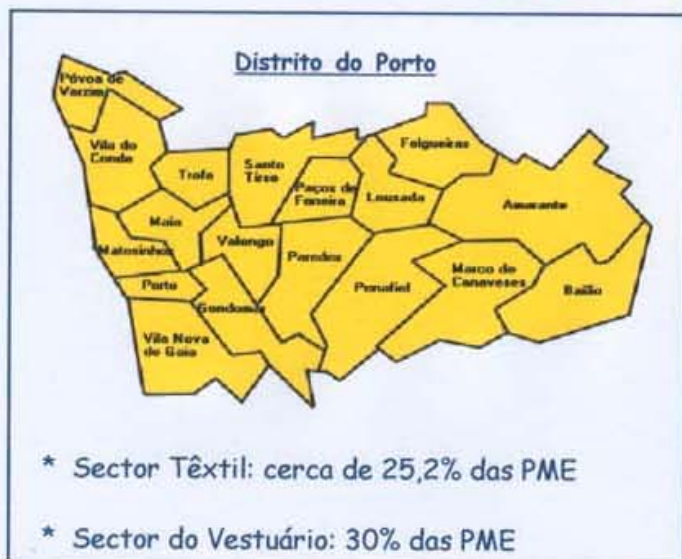 Distrito do Porto
Póvoa de
Varzim
Vila do
Conde
Trofa
Santo
Tirso
Paços de
Ferreira
Lousada
Felgueiras
Amarante
Maia
Matosinhos
Valongo
Paredes
Penafiel
Marco de
Canaveses
Baião
Porto
Gondomar
Vila Nova
de Gaia
* Sector Têxtil: cerca de 25,2% das PME
* Sector do Vestuário: 30% das PME